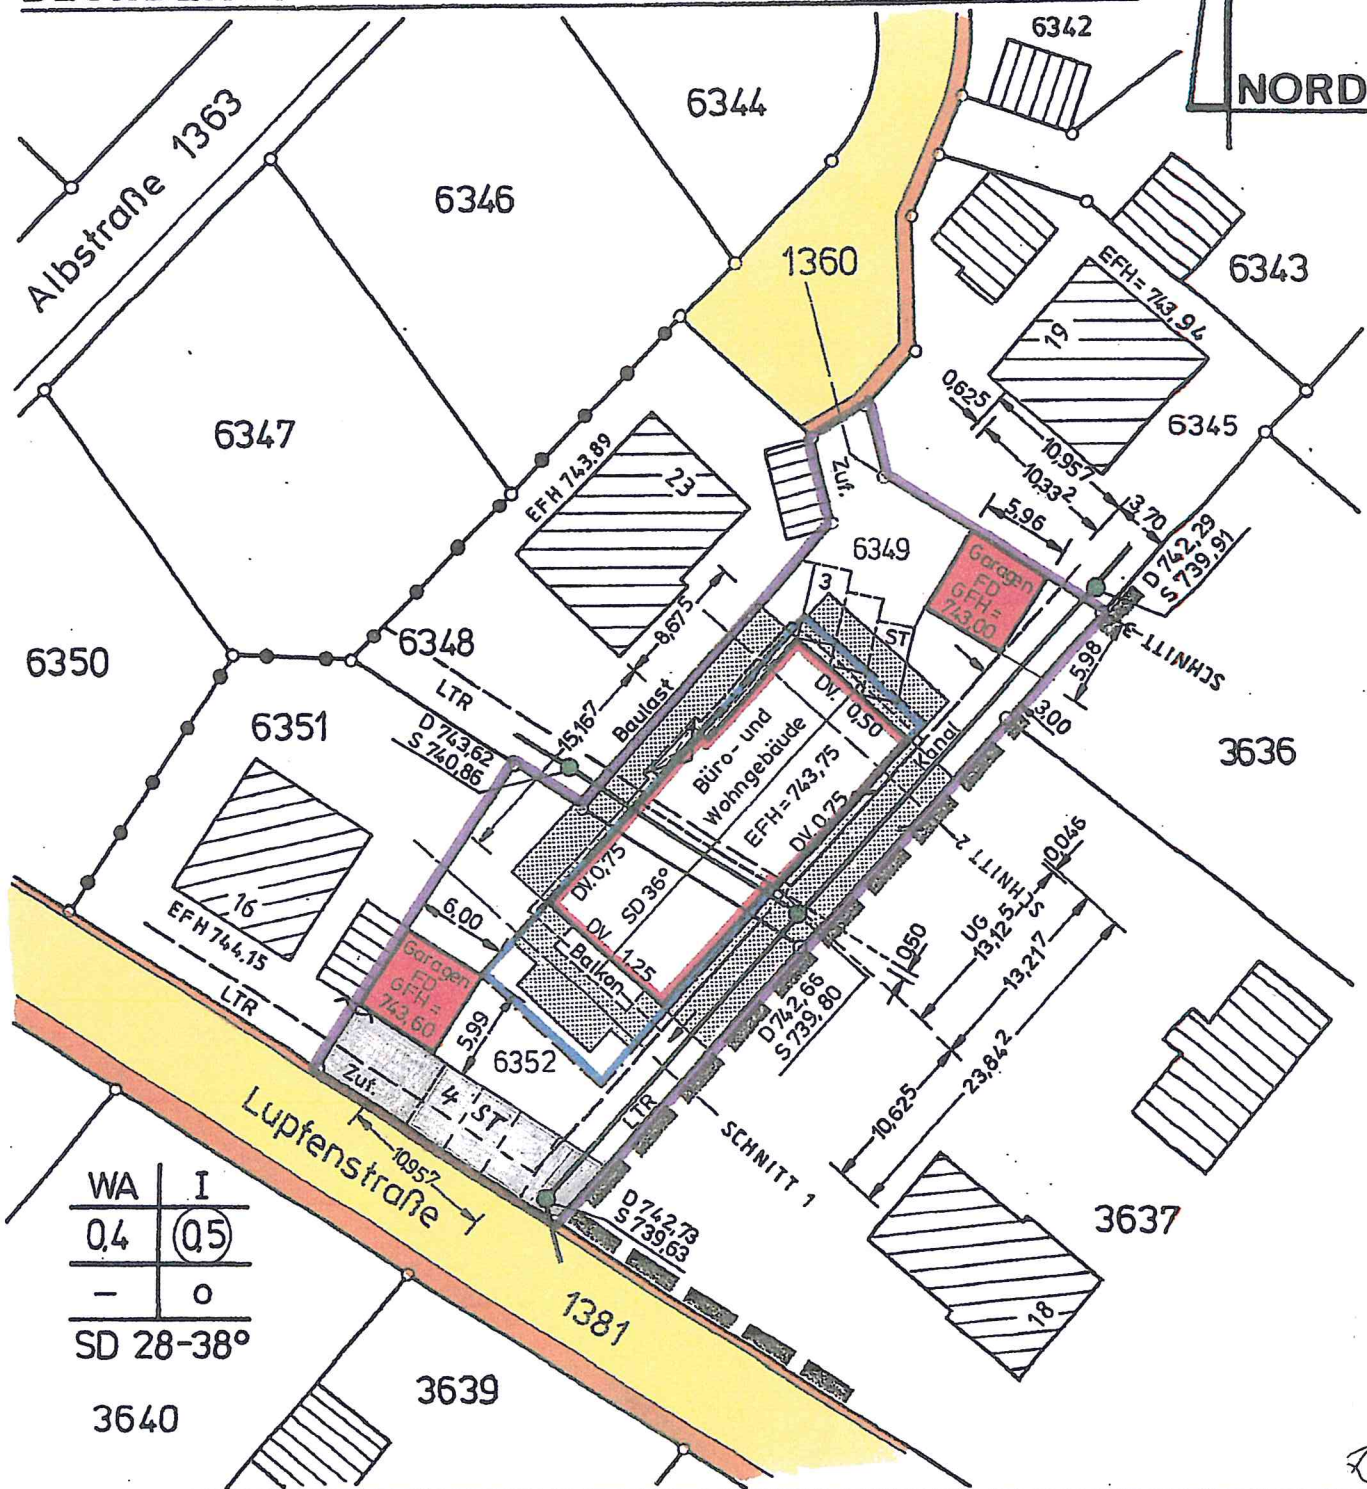 6342
NORD
6344
Albstraße 1363
6346
1360
6343
EFH = 743,94
19
6347
0,625
10,957
10,33²
6345
EFH 743.89
23
5,96
3,70
D 742,29
S 739,91
Zuf.
6349
Garagen
FD
GFH =
743,00
3
ST
SCHNITT 3
6350
6348
LTR
8,675
5,98
3,00
6351
D 743,62
S 740,86
15,16⁷
Baulast
DV. 0,50
Büro- und
Wohngebäude
EFH = 743,75
DV. 0,75
Kanal
3636
DV. 0,75
SD 36°
SCHNITT 2
0,046
16
EFH 744,15
LTR
6,00
DV. 1,25
Balkon
0,50
UG
13,12⁵
13,21⁷
Garagen
FD
GFH =
743,60
5,99
6352
D 742,66
S 739,80
23,84²
10,62⁵
Zuf.
4 ST
LTR
SCHNITT 1
Lupfenstraße
10,957
WA I
0,4 0,5
– o
SD 28-38°
D 742,73
S 739,63
3637
18
1381
3639
3640